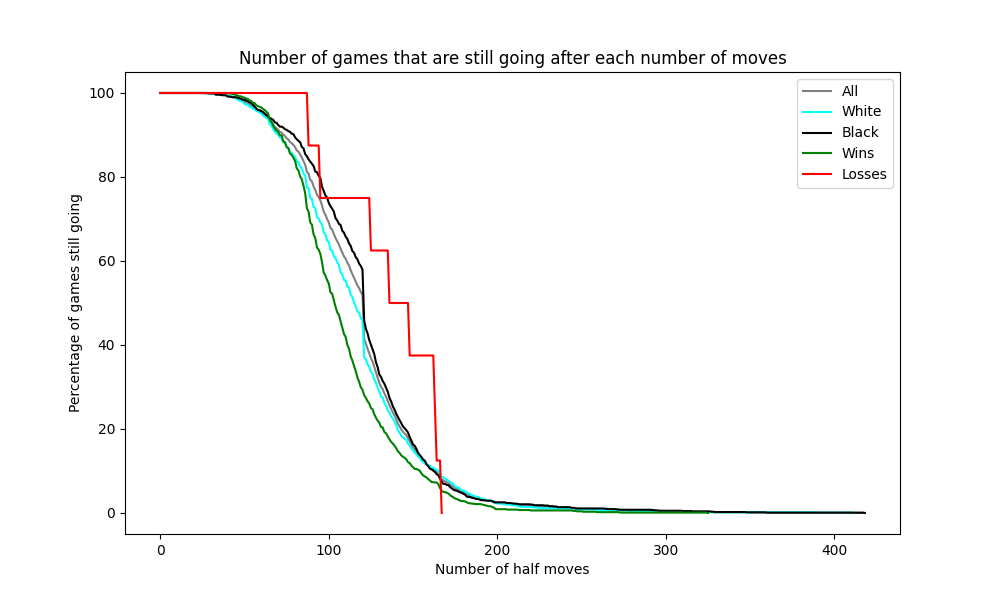 Number of games that are still going after each number of moves
Percentage of games still going
100
80
60
40
20
0
0 100 200 300 400
Number of half moves
All
White
Black
Wins
Losses